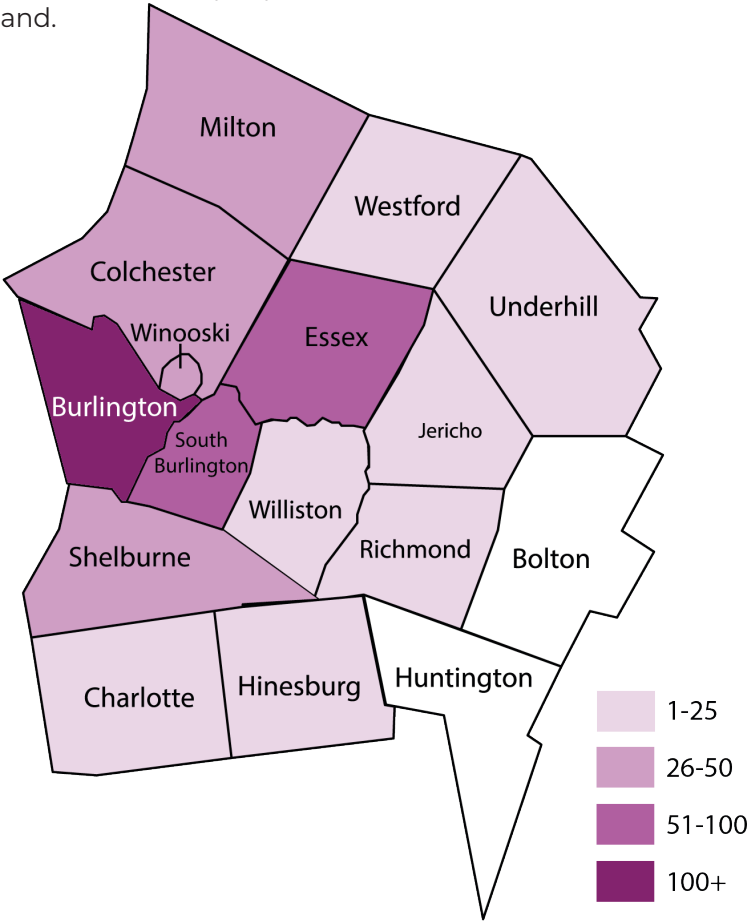 and.
Milton
Westford
Colchester
Underhill
Winooski
Essex
Burlington
Jericho
South
Burlington
Williston
Richmond
Shelburne
Bolton
Huntington
Hinesburg
Charlotte
1-25
26-50
51-100
100+